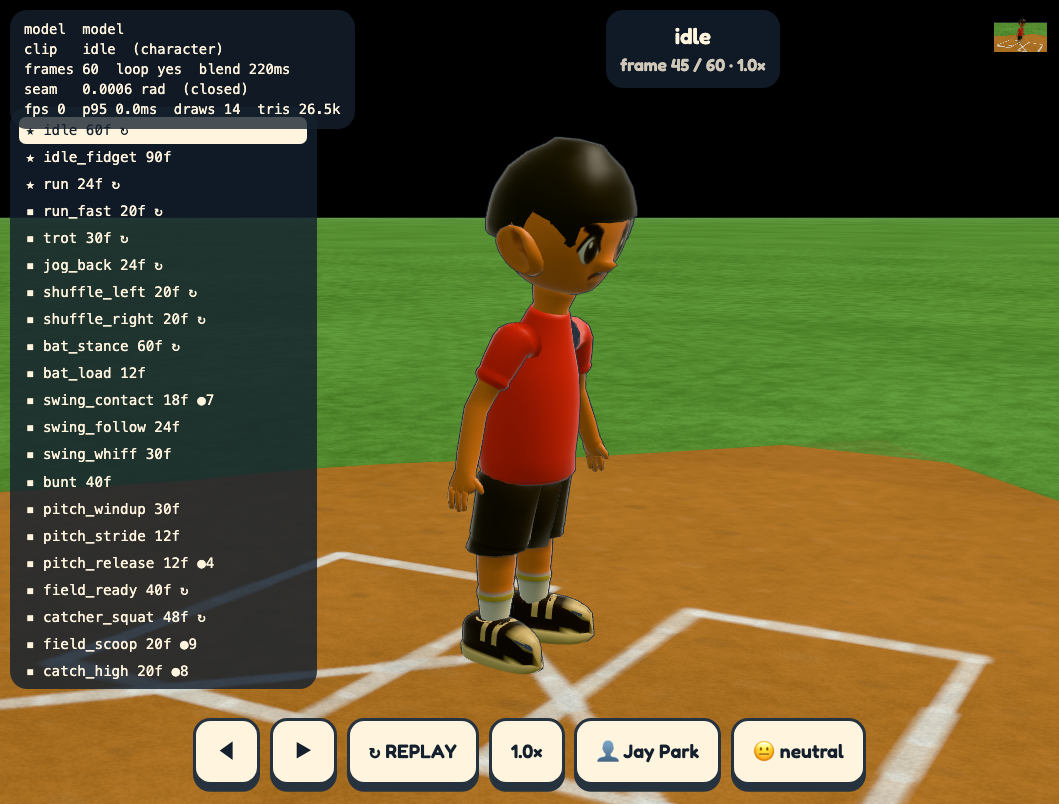 model  model
clip   idle  (character)
frames 60  loop yes  blend 220ms
seam   0.0006 rad  (closed)
fps 0  p95 0.0ms  draws 14  tris 26.5k
★ idle 60f ↻
★ idle_fidget 90f
★ run 24f ↻
▪ run_fast 20f ↻
▪ trot 30f ↻
▪ jog_back 24f ↻
▪ shuffle_left 20f ↻
▪ shuffle_right 20f ↻
▪ bat_stance 60f ↻
▪ bat_load 12f
▪ swing_contact 18f ●7
▪ swing_follow 24f
▪ swing_whiff 30f
▪ bunt 40f
▪ pitch_windup 30f
▪ pitch_stride 12f
▪ pitch_release 12f ●4
▪ field_ready 40f ↻
▪ catcher_squat 48f ↻
▪ field_scoop 20f ●9
▪ catch_high 20f ●8
idle
frame 45 / 60 · 1.0×
↻ REPLAY
1.0×
Jay Park
neutral